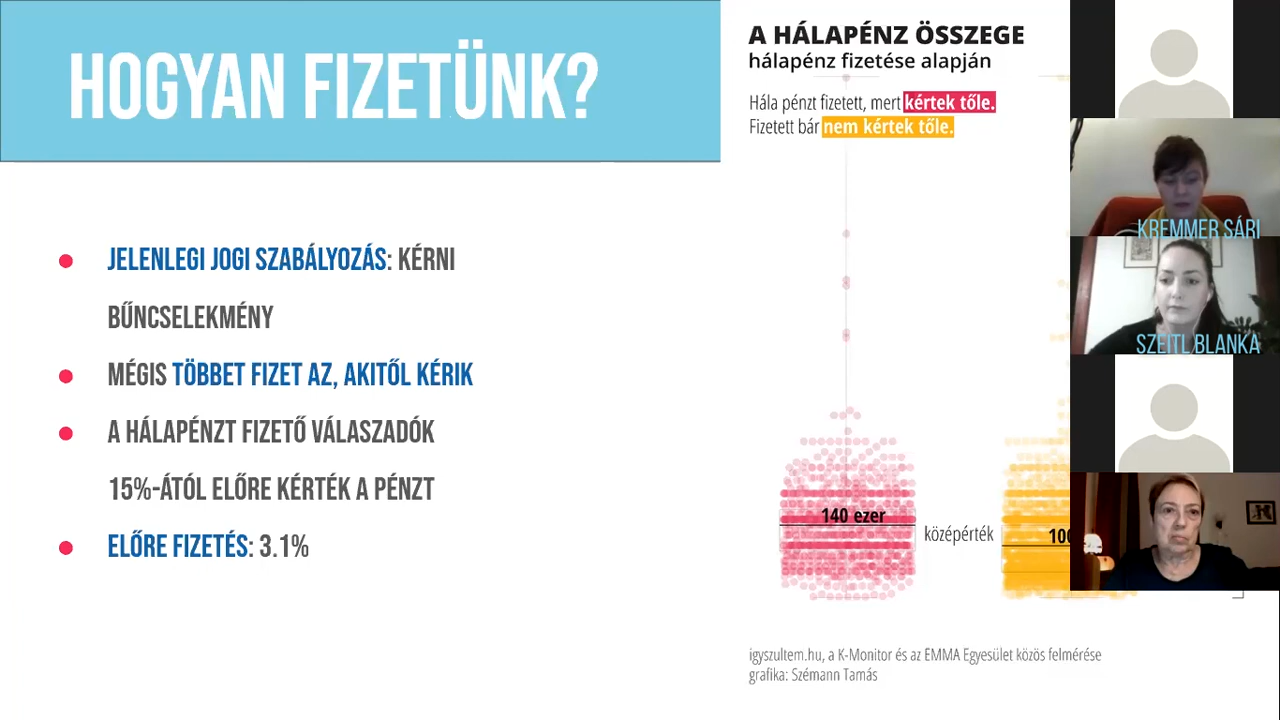 HOGYAN FIZETÜNK?
JELENLEGI JOGI SZABÁLYOZÁS: KÉRNI
BŰNCSELEKMÉNY
MÉGIS TÖBBET FIZET AZ, AKITŐL KÉRIK
A HÁLAPÉNZT FIZETŐ VÁLASZADÓK
15%-ÁTÓL ELŐRE KÉRTÉK A PÉNZT
ELŐRE FIZETÉS: 3.1%
A HÁLAPÉNZ ÖSSZEGE
hálapénz fizetése alapján
Hála pénzt fizetett, mert kértek tőle.
Fizetett bár nem kértek tőle.
140 ezer
középérték
100
igyszultem.hu, a K-Monitor és az EMMA Egyesület közös felmérése
grafika: Szémann Tamás
KREMMER SÁRI
SZEITL BLANKA